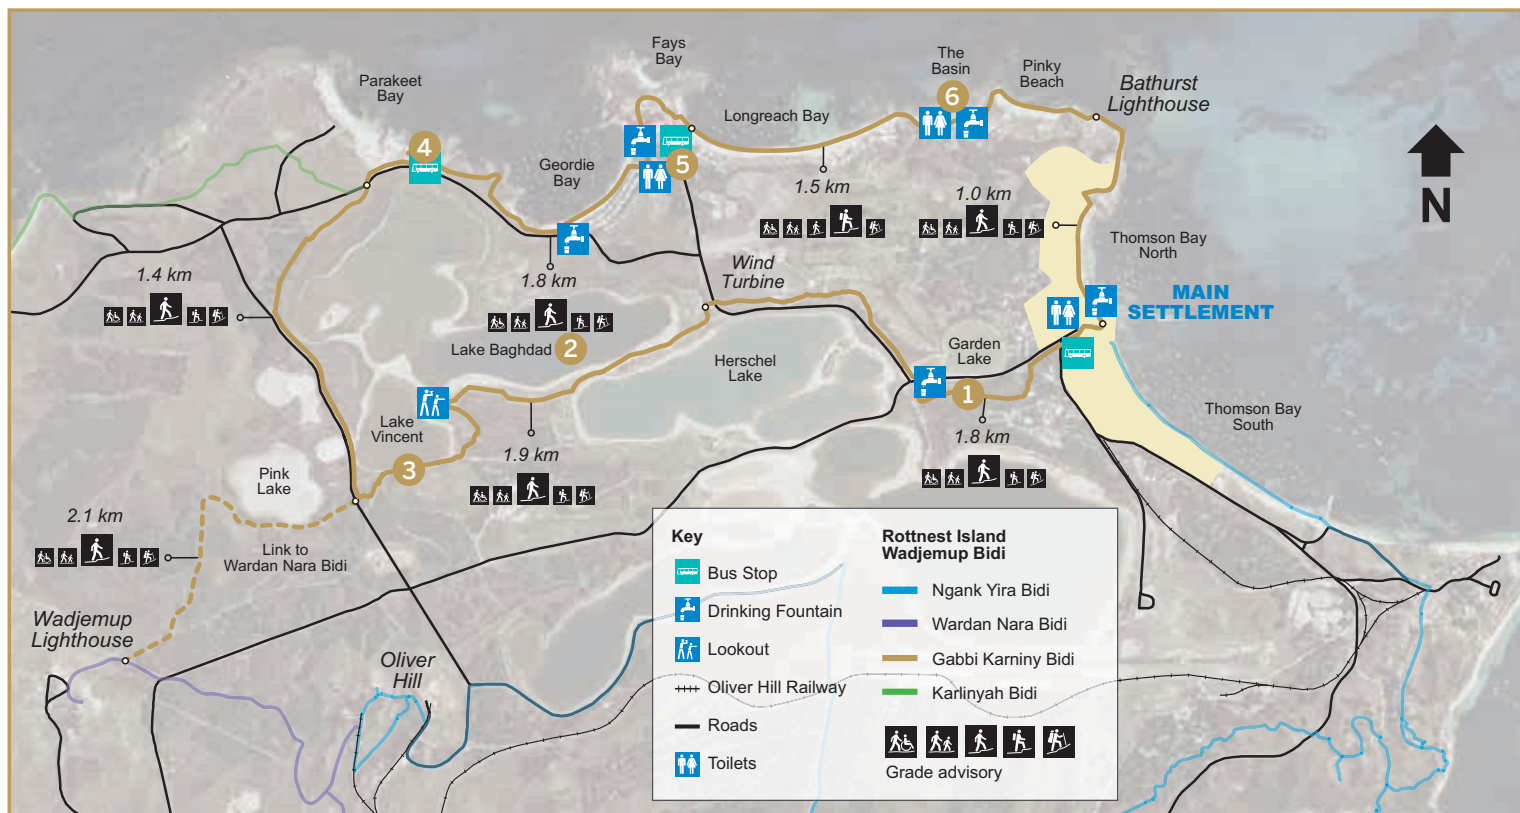 Fays
Bay
The
Basin
Pinky
Beach
Bathurst
Lighthouse
Parakeet
Bay
6
Longreach Bay
4
Geordie
Bay
5
1.5 km
1.0 km
N
Thomson Bay
North
1.4 km
1.8 km
Wind
Turbine
MAIN
SETTLEMENT
Lake Baghdad
2
Herschel
Lake
Garden
Lake
1
Lake
Vincent
Thomson Bay
South
1.8 km
1.9 km
3
Pink
Lake
2.1 km
Link to
Wardan Nara Bidi
Wadjemup
Lighthouse
Oliver
Hill
Key
Bus Stop
Drinking Fountain
Lookout
Oliver Hill Railway
Roads
Toilets
Rottnest Island
Wadjemup Bidi
Ngank Yira Bidi
Wardan Nara Bidi
Gabbi Karniny Bidi
Karlinyah Bidi
Grade advisory